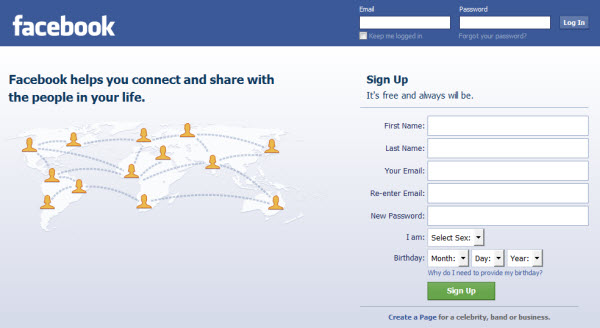 facebook
Email
Password
Log In
Keep me logged in
Forgot your password?
Facebook helps you connect and share with
the people in your life.
Sign Up
It's free and always will be.
First Name:
Last Name:
Your Email:
Re-enter Email:
New Password:
I am: Select Sex:
Birthday: Month: Day: Year:
Why do I need to provide my birthday?
Sign Up
Create a Page for a celebrity, band or business.